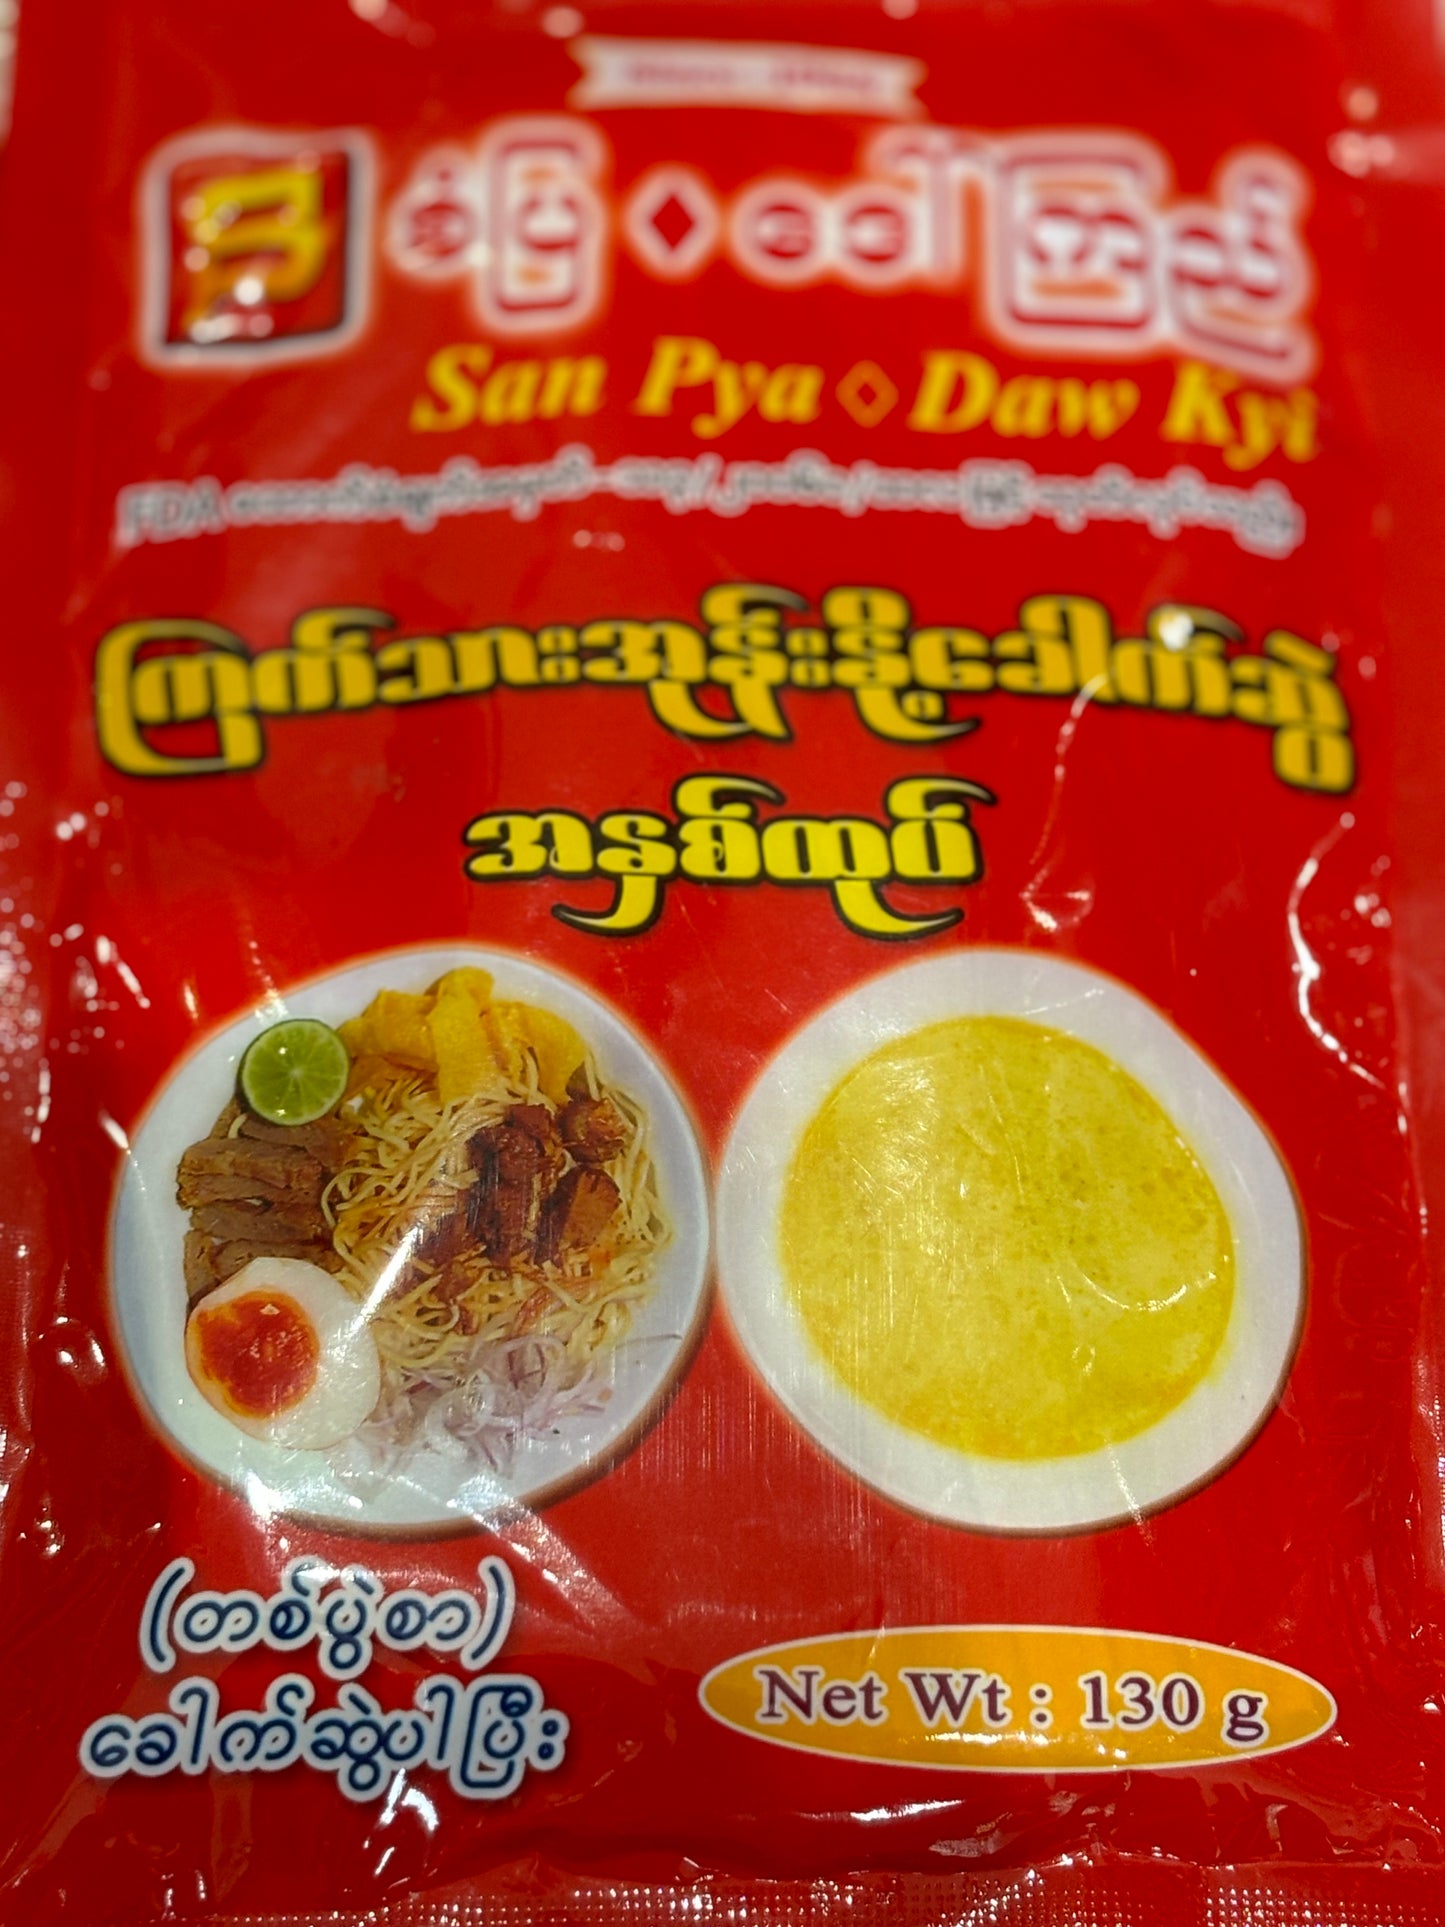 စံပြ ဒေါ်ကြည်
San Pya Daw Kyi
FDA
ကြက်သားအုန်းနို့ခေါက်ဆွဲ
အနှစ်ထုပ်
(တစ်ပွဲစာ)
ခေါက်ဆွဲပါပြီး
Net Wt : 130 g